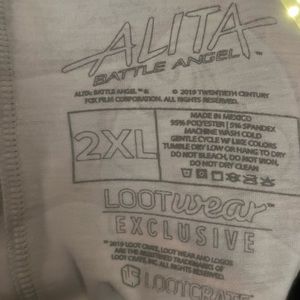 ALITA
BATTLE ANGEL™
ALITA: BATTLE ANGEL ™ & © 2019 TWENTIETH CENTURY
FOX FILM CORPORATION. ALL RIGHTS RESERVED.
2XL
MADE IN MEXICO
95% POLYESTER | 5% SPANDEX
MACHINE WASH COLD
GENTLE CYCLE W/ LIKE COLORS
TUMBLE DRY LOW OR HANG TO DRY
DO NOT BLEACH, DO NOT IRON,
DO NOT DRY CLEAN
LOOTwear™
EXCLUSIVE
™ 2019 LOOT CRATE, LOOT WEAR AND LOGOS
ARE THE REGISTERED TRADEMARKS OF
LOOT CRATE, INC ALL RIGHTS RESERVED.
LOOTCRATE